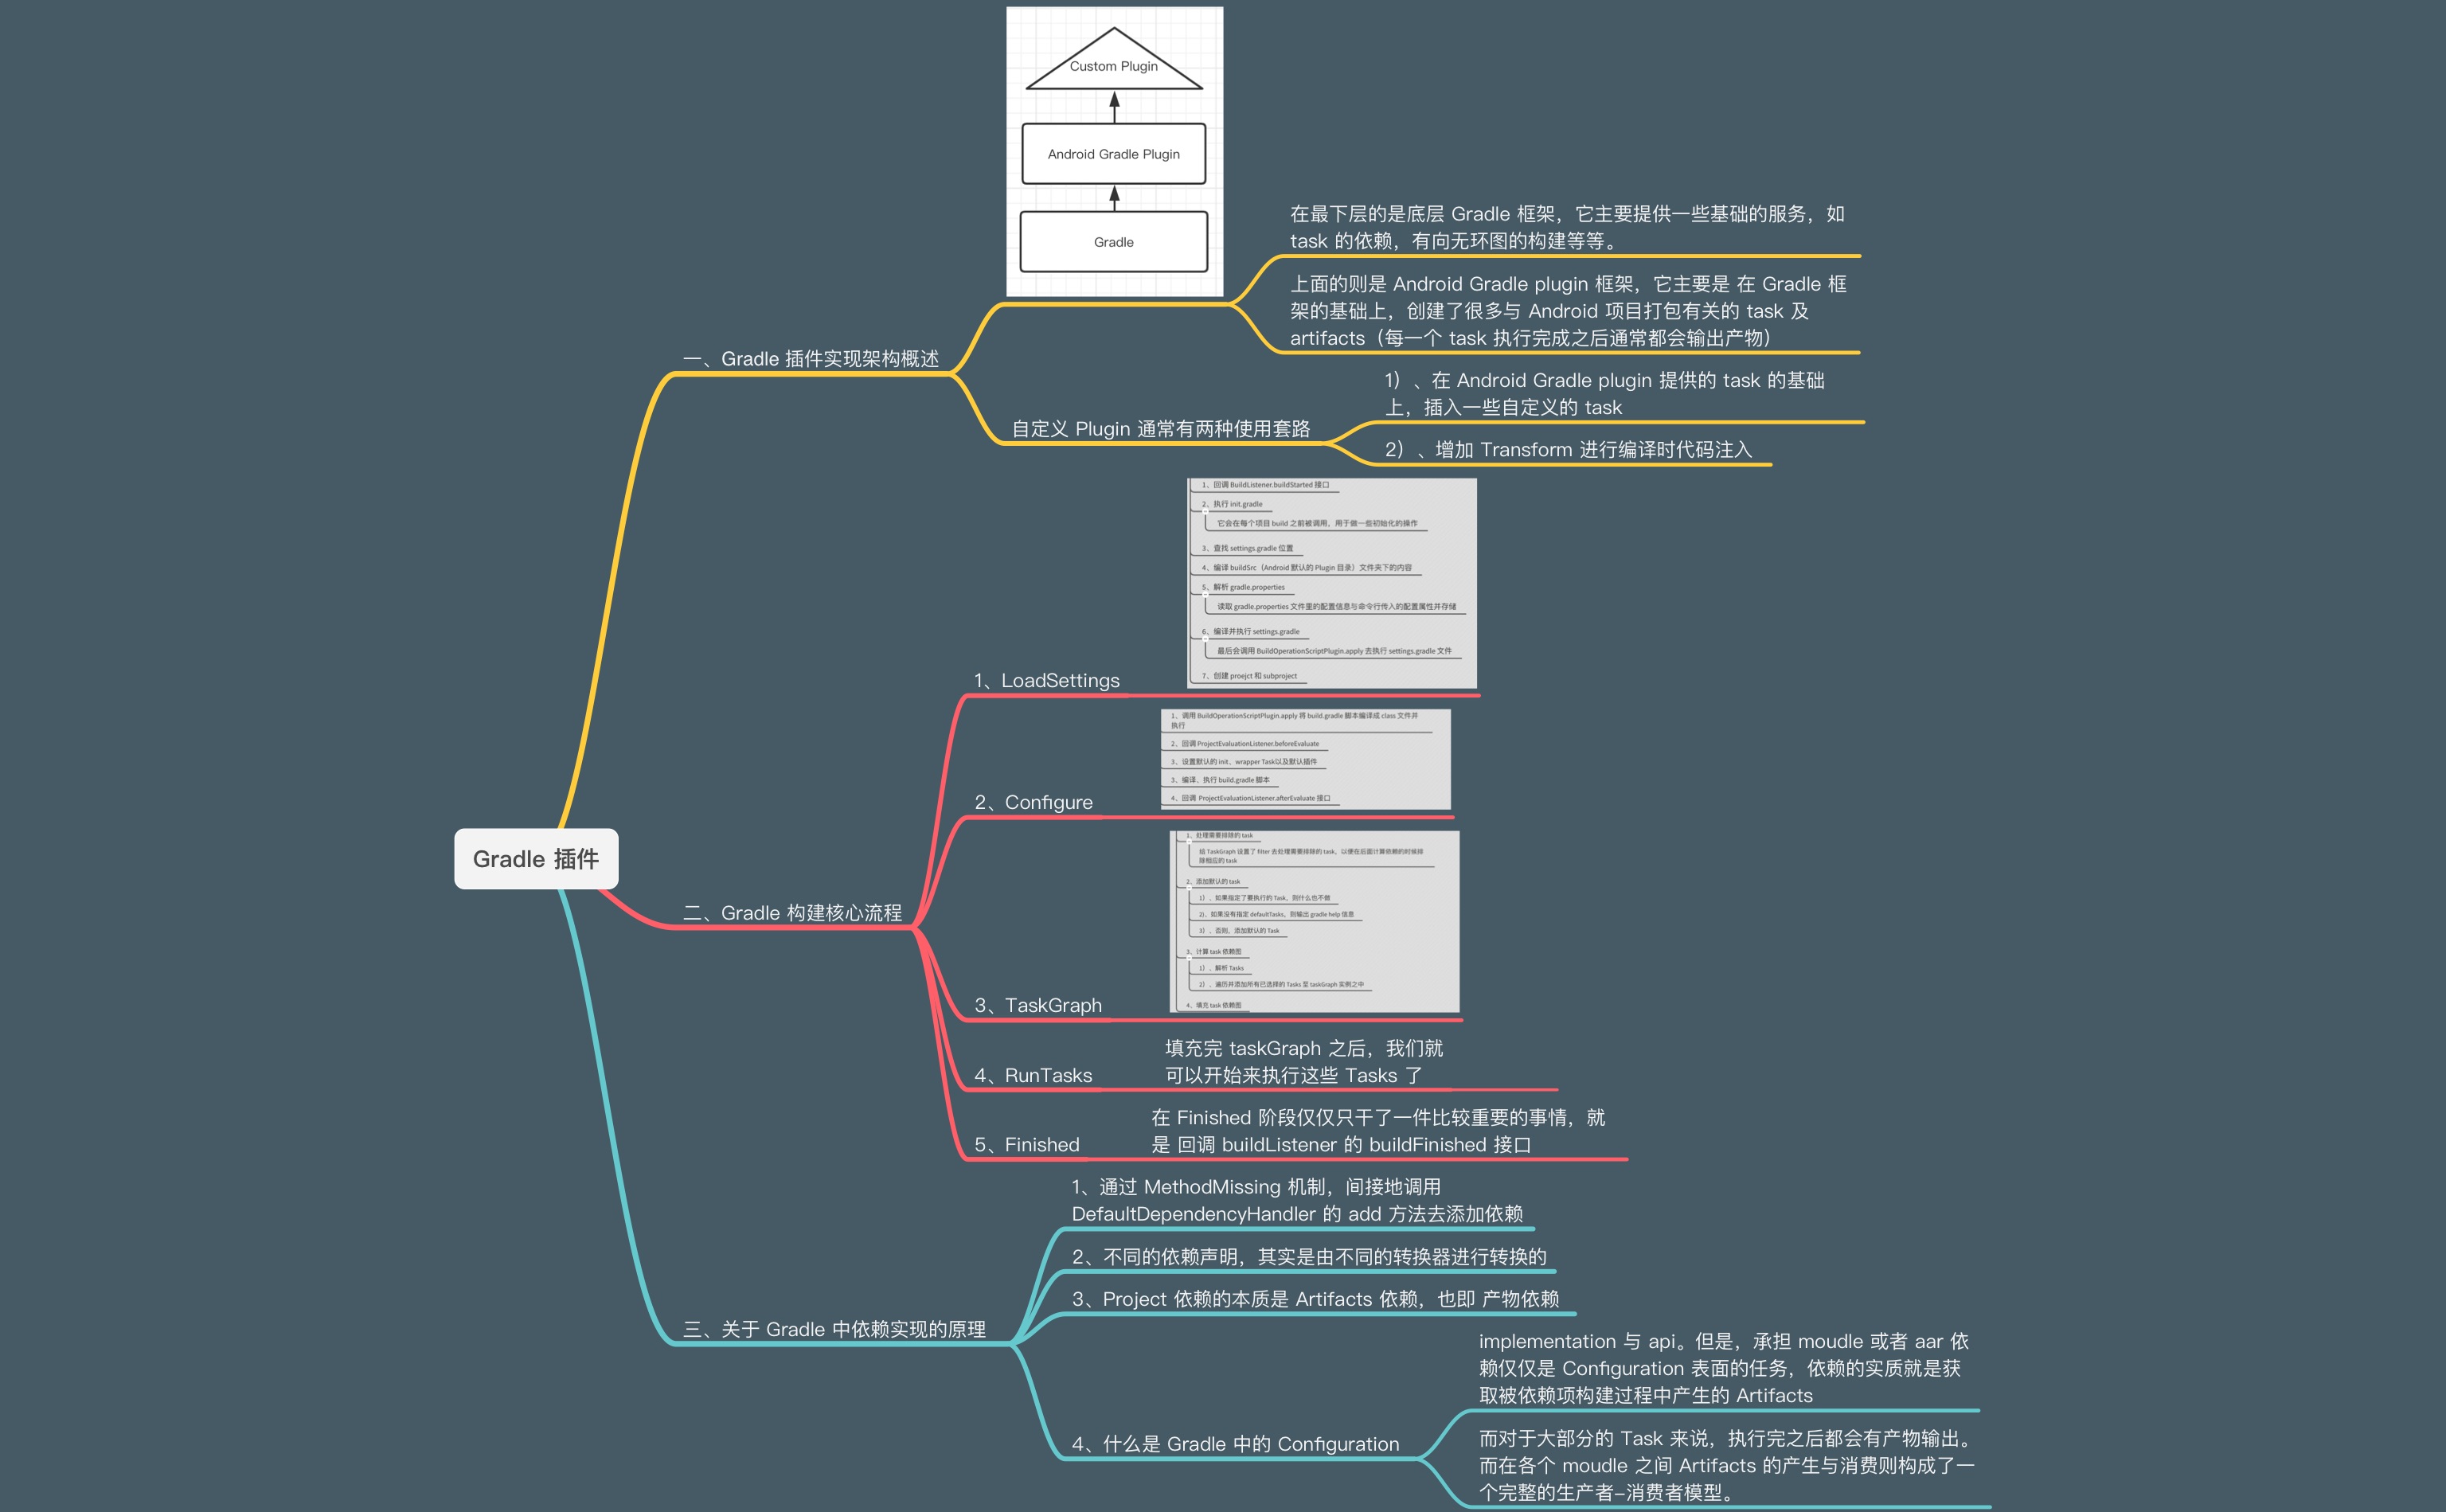 Gradle 插件
一、Gradle 插件实现架构概述
Custom Plugin
Android Gradle Plugin
Gradle
在最下层的是底层 Gradle 框架，它主要提供一些基础的服务，如
task 的依赖，有向无环图的构建等等。
上面的则是 Android Gradle plugin 框架，它主要是 在 Gradle 框
架的基础上，创建了很多与 Android 项目打包有关的 task 及
artifacts（每一个 task 执行完成之后通常都会输出产物）
自定义 Plugin 通常有两种使用套路
1）、在 Android Gradle plugin 提供的 task 的基础
上，插入一些自定义的 task
2）、增加 Transform 进行编译时代码注入
二、Gradle 构建核心流程
1、LoadSettings
1、回调 BuildListener.buildStarted 接口
2、执行 init.gradle
它会在每个项目 build 之前被调用，用于做一些初始化的操作
3、查找 settings.gradle 位置
4、编译 buildSrc（Android 默认的 Plugin 目录）文件夹下的内容
5、解析 gradle.properties
读取 gradle.properties 文件里的配置信息与命令行传入的配置属性并存储
6、编译并执行 settings.gradle
最后会调用 BuildOperationScriptPlugin.apply 去执行 settings.gradle 文件
7、创建 proejct 和 subproject
2、Configure
1、调用 BuildOperationScriptPlugin.apply 将 build.gradle 脚本编译成 class 文件并
执行
2、回调 ProjectEvaluationListener.beforeEvaluate
3、设置默认的 init、wrapper Task以及默认插件
3、编译、执行 build.gradle 脚本
4、回调 ProjectEvaluationListener.afterEvaluate 接口
3、TaskGraph
1、处理需要排除的 task
给 TaskGraph 设置了 filter 去处理需要排除的 task，以便在后面计算依赖的时候排
除相应的 task
2、添加默认的 task
1）、如果指定了要执行的 Task，则什么也不做
2)、如果没有指定 defaultTasks，则输出 gradle help 信息
3）、否则，添加默认的 Task
3、计算 task 依赖图
1）、解析 Tasks
2）、遍历并添加所有已选择的 Tasks 至 taskGraph 实例之中
4、填充 task 依赖图
4、RunTasks
填充完 taskGraph 之后，我们就
可以开始来执行这些 Tasks 了
5、Finished
在 Finished 阶段仅仅只干了一件比较重要的事情，就
是 回调 buildListener 的 buildFinished 接口
三、关于 Gradle 中依赖实现的原理
1、通过 MethodMissing 机制，间接地调用
DefaultDependencyHandler 的 add 方法去添加依赖
2、不同的依赖声明，其实是由不同的转换器进行转换的
3、Project 依赖的本质是 Artifacts 依赖，也即 产物依赖
4、什么是 Gradle 中的 Configuration
implementation 与 api。但是，承担 moudle 或者 aar 依
赖仅仅是 Configuration 表面的任务，依赖的实质就是获
取被依赖项构建过程中产生的 Artifacts
而对于大部分的 Task 来说，执行完之后都会有产物输出。
而在各个 moudle 之间 Artifacts 的产生与消费则构成了一
个完整的生产者-消费者模型。